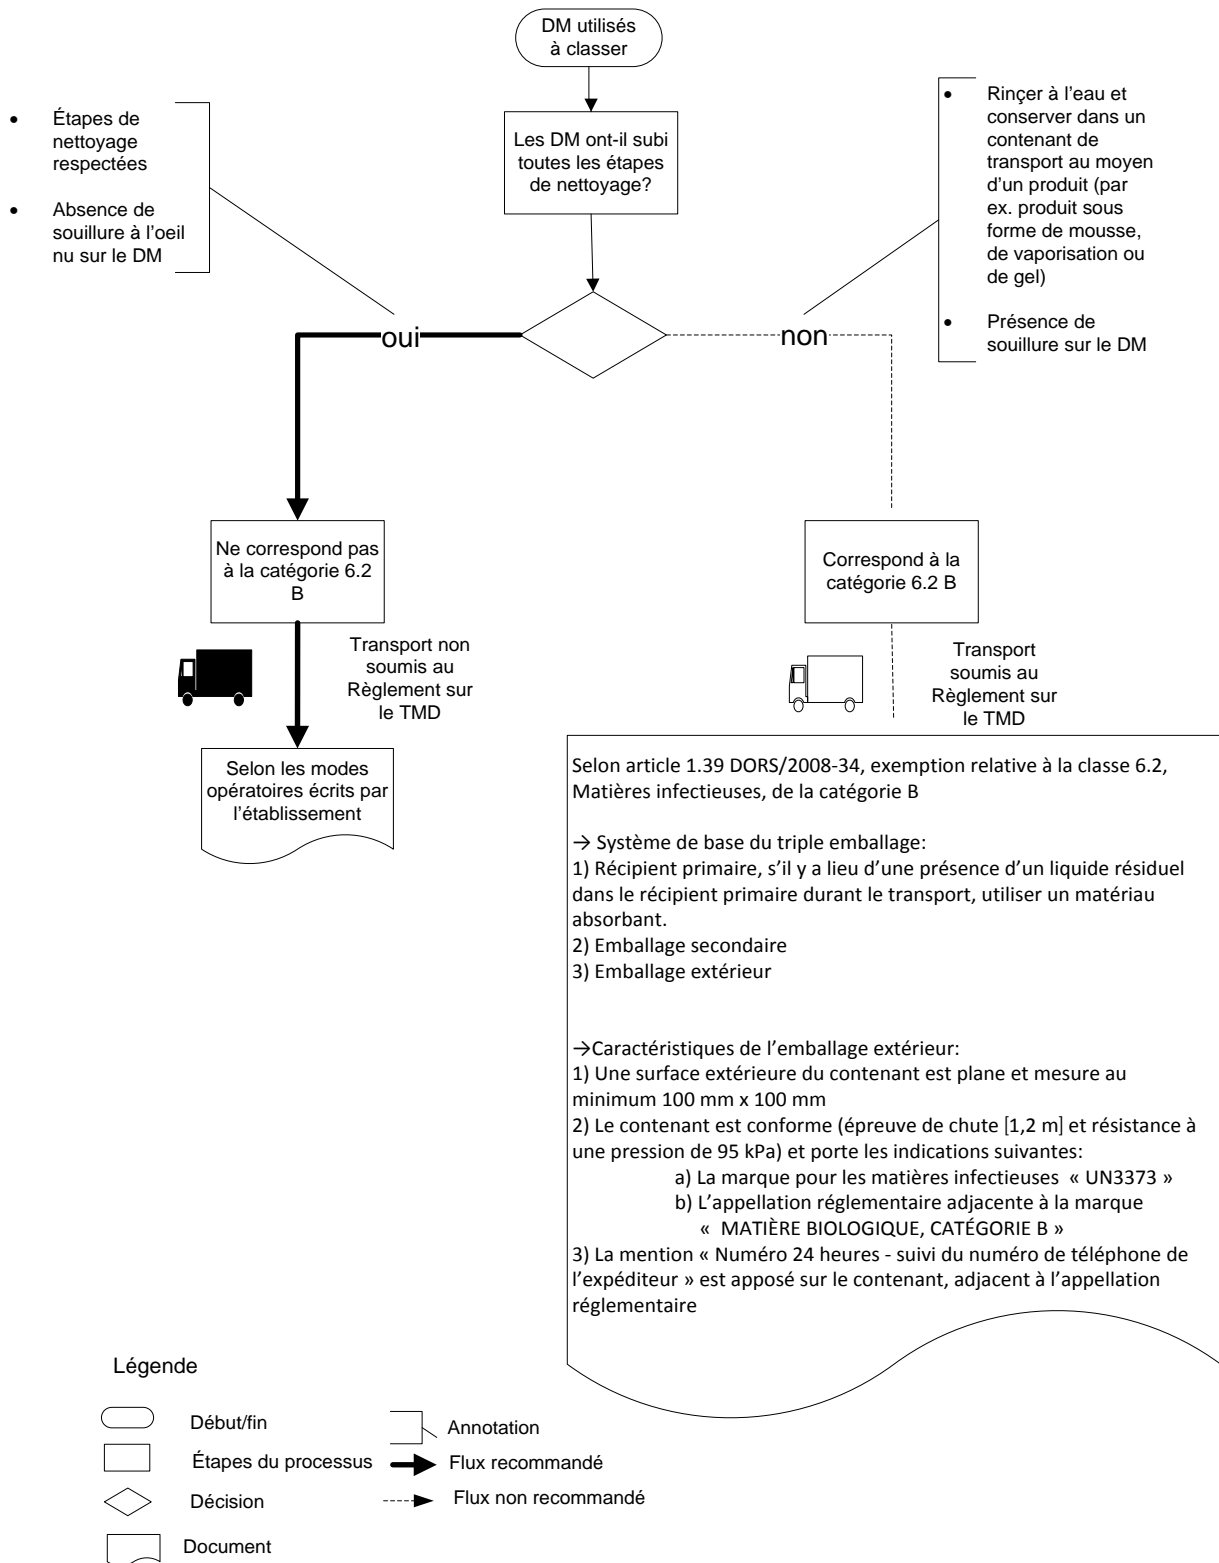 DM utilisés
à classer
Les DM ont-il subi
toutes les étapes
de nettoyage?
• Étapes de
nettoyage
respectées
• Absence de
souillure à l'oeil
nu sur le DM
• Rinçer à l'eau et
conserver dans un
contenant de
transport au moyen
d'un produit (par
ex. produit sous
forme de mousse,
de vaporisation ou
de gel)
• Présence de
souillure sur le DM
oui
non
Ne correspond pas
à la catégorie 6.2
B
Correspond à la
catégorie 6.2 B
Transport non
soumis au
Règlement sur
le TMD
Transport
soumis au
Règlement sur
le TMD
Selon les modes
opératoires écrits par
l'établissement
Selon article 1.39 DORS/2008-34, exemption relative à la classe 6.2,
Matières infectieuses, de la catégorie B
→ Système de base du triple emballage:
1) Récipient primaire, s'il y a lieu d'une présence d'un liquide résiduel
dans le récipient primaire durant le transport, utiliser un matériau
absorbant.
2) Emballage secondaire
3) Emballage extérieur
→Caractéristiques de l'emballage extérieur:
1) Une surface extérieure du contenant est plane et mesure au
minimum 100 mm x 100 mm
2) Le contenant est conforme (épreuve de chute [1,2 m] et résistance à
une pression de 95 kPa) et porte les indications suivantes:
a) La marque pour les matières infectieuses « UN3373 »
b) L'appellation réglementaire adjacente à la marque
« MATIÈRE BIOLOGIQUE, CATÉGORIE B »
3) La mention « Numéro 24 heures - suivi du numéro de téléphone de
l'expéditeur » est apposé sur le contenant, adjacent à l'appellation
réglementaire
Légende
Début/fin
Annotation
Étapes du processus
Flux recommandé
Décision
Flux non recommandé
Document